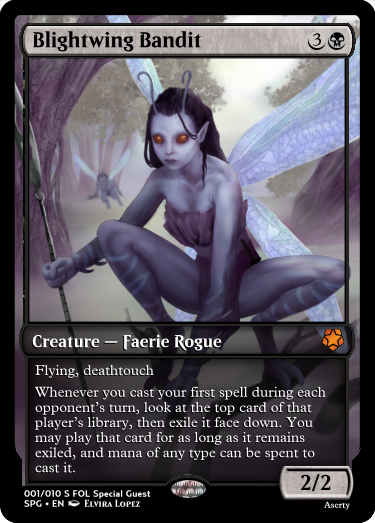 Blightwing Bandit 3
Creature — Faerie Rogue
Flying, deathtouch
Whenever you cast your first spell during each
opponent's turn, look at the top card of that
player's library, then exile it face down. You
may play that card for as long as it remains
exiled, and mana of any type can be spent to
cast it.
2/2
001/010 S FOL Special Guest
SPG • EN Elvira Lopez
Aserty